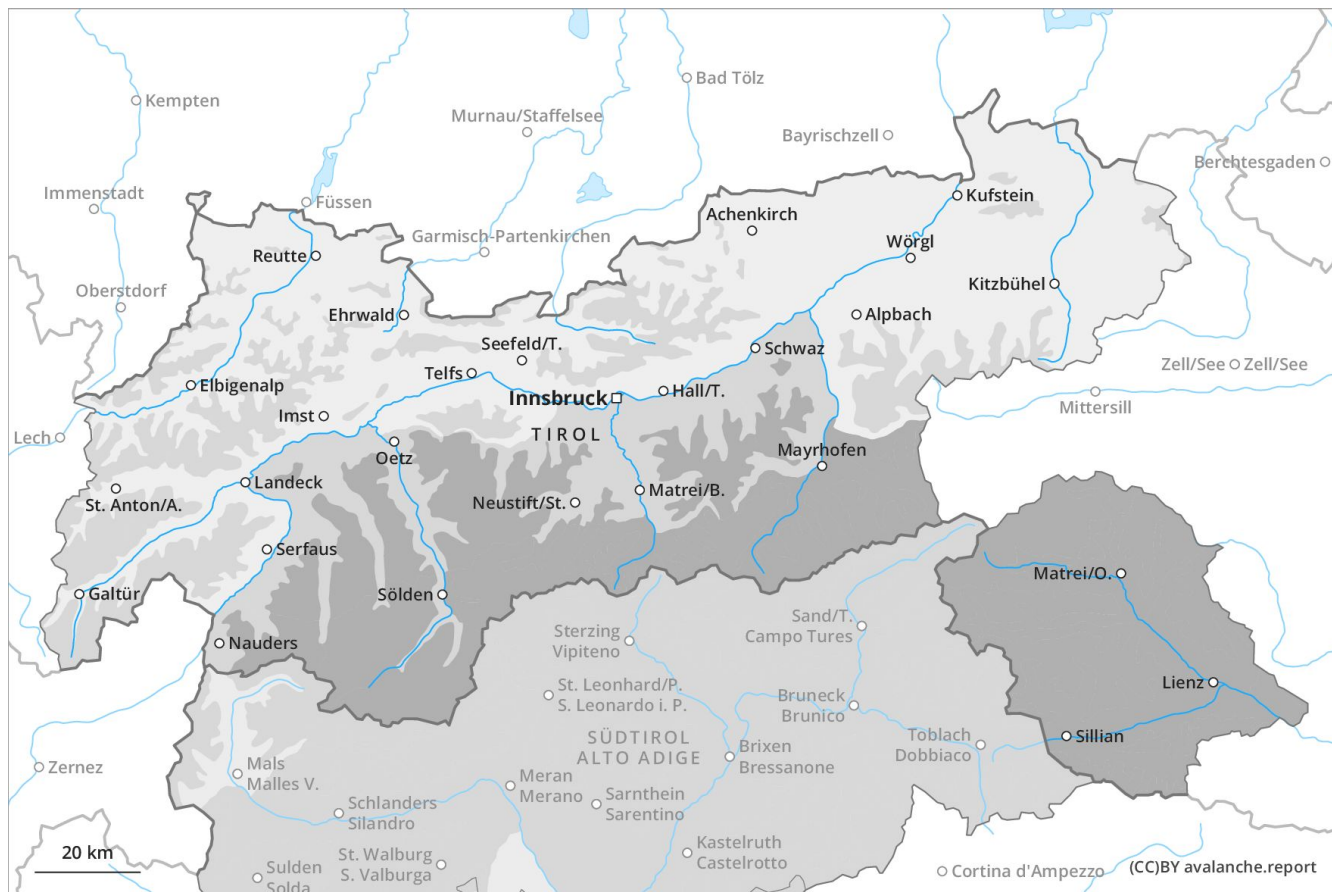 Bad Tölz
Kempten
Murnau/Staffelsee
Bayrischzell
Berchtesgaden
Immenstadt
Füssen
Kufstein
Achenkirch
Garmisch-Partenkirchen
Wörgl
Reutte
Kitzbühel
Oberstdorf
Ehrwald
Alpbach
Seefeld/T.
Schwaz
Zell/See
Zell/See
Telfs
Elbigenalp
Innsbruck
Hall/T.
Mittersill
Imst
TIROL
Lech
Oetz
Mayrhofen
Landeck
St. Anton/A.
Neustift/St.
Matrei/B.
Serfaus
Matrei/O.
Galtür
Sölden
Sand/T.
Campo Tures
Sterzing
Vipiteno
Nauders
Lienz
St. Leonhard/P.
S. Leonardo i. P.
Bruneck
Brunico
Sillian
SÜDTIROL
ALTO ADIGE
Toblach
Dobbiaco
Brixen
Bressanone
Zernez
Mals
Malles V.
Meran
Merano
Sarnthein
Sarentino
Schlanders
Silandro
Kastelruth
Castelrotto
20 km
St. Walburg
S. Valburga
Sulden
Solda
Cortina d'Ampezzo
(CC)BY avalanche.report